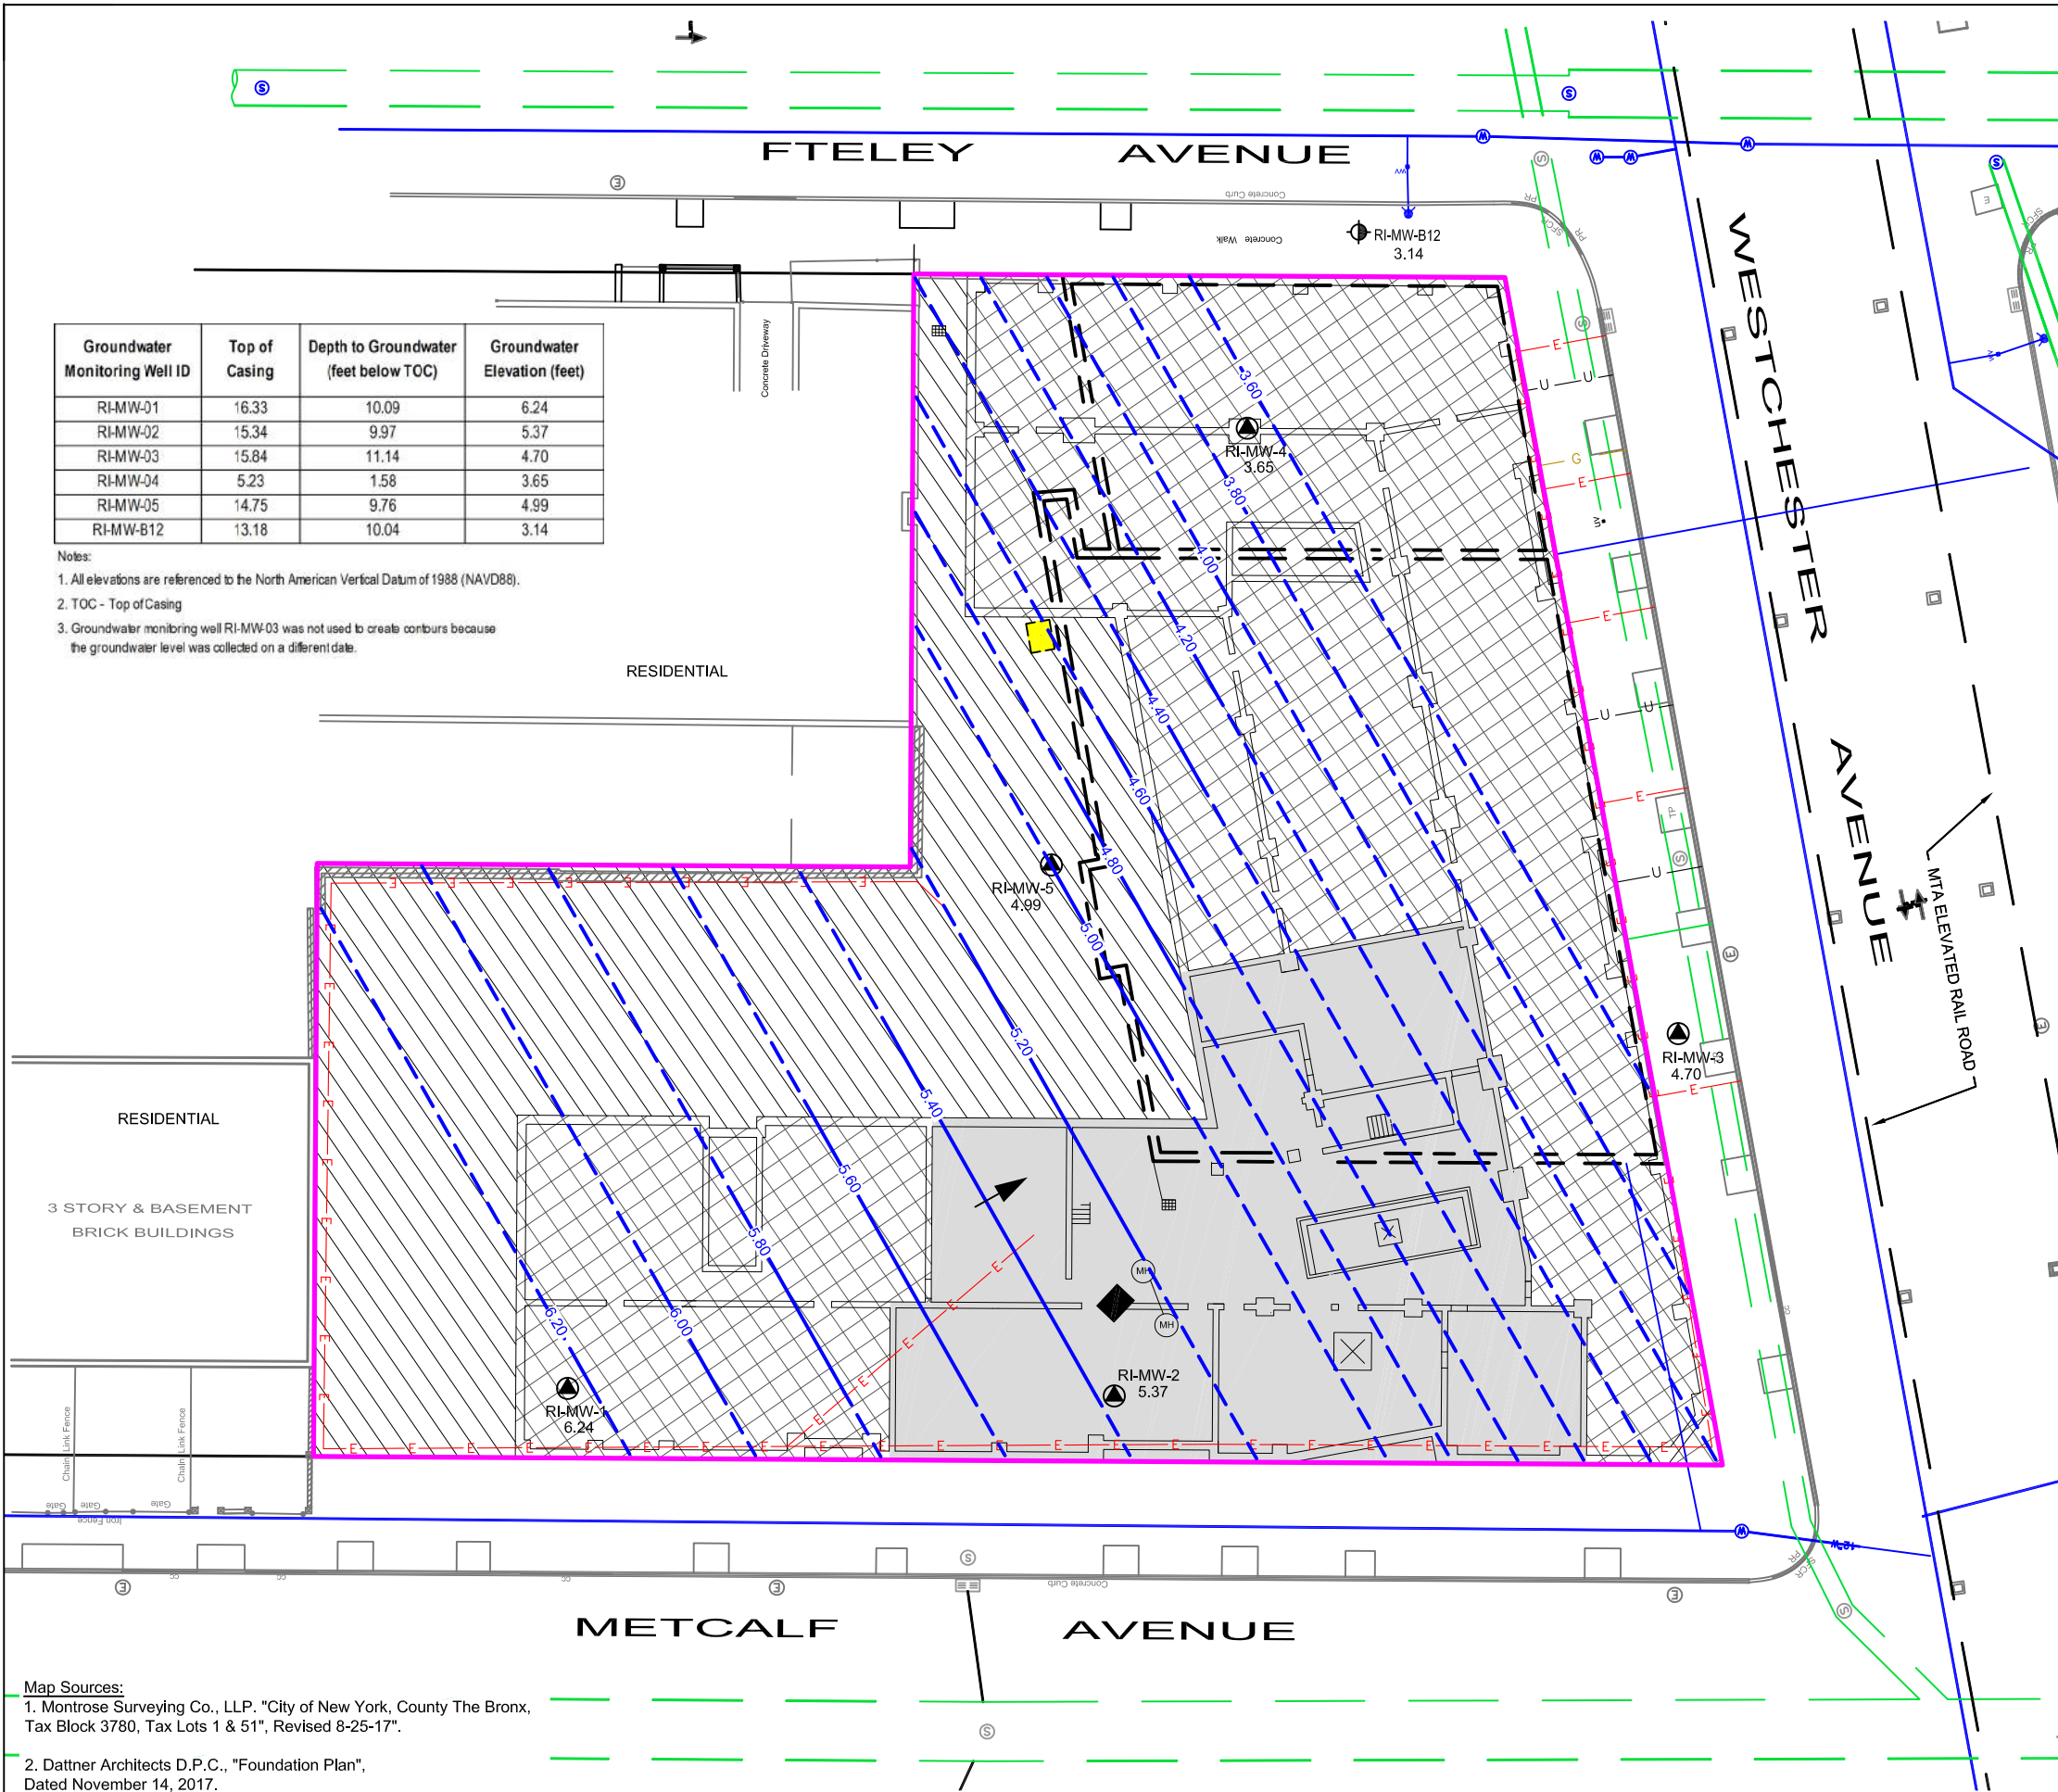 FTELEY AVENUE
Concrete Curb
Concrete Walk
RI-MW-B12
3.14
WESTCHESTER
AVENUE
Groundwater Monitoring Well ID | Top of Casing | Depth to Groundwater (feet below TOC) | Groundwater Elevation (feet)
RI-MW-01 16.33 10.09 6.24
RI-MW-02 15.34 9.97 5.37
RI-MW-03 15.84 11.14 4.70
RI-MW-04 5.23 1.58 3.65
RI-MW-05 14.75 9.76 4.99
RI-MW-B12 13.18 10.04 3.14
Notes:
1. All elevations are referenced to the North American Vertical Datum of 1988 (NAVD88).
2. TOC - Top of Casing
3. Groundwater monitoring well RI-MW-03 was not used to create contours because
the groundwater level was collected on a different date.
Concrete Driveway
RESIDENTIAL
3.60
RI-MW-4
3.65
3.80
4.00
4.20
4.40
4.60
4.80
RI-MW-5
4.99
5.00
5.20
5.40
5.60
5.80
6.00
6.20
RI-MW-3
4.70
MTA ELEVATED RAIL ROAD
RESIDENTIAL
3 STORY & BASEMENT
BRICK BUILDINGS
MH
MH
RI-MW-2
5.37
RI-MW-1
6.24
Chain Link Fence
Chain Link Fence
Gate
Gate
Gate
Iron Fence
Concrete Curb
METCALF AVENUE
Map Sources:
1. Montrose Surveying Co., LLP. "City of New York, County The Bronx,
Tax Block 3780, Tax Lots 1 & 51", Revised 8-25-17".
2. Dattner Architects D.P.C., "Foundation Plan",
Dated November 14, 2017.